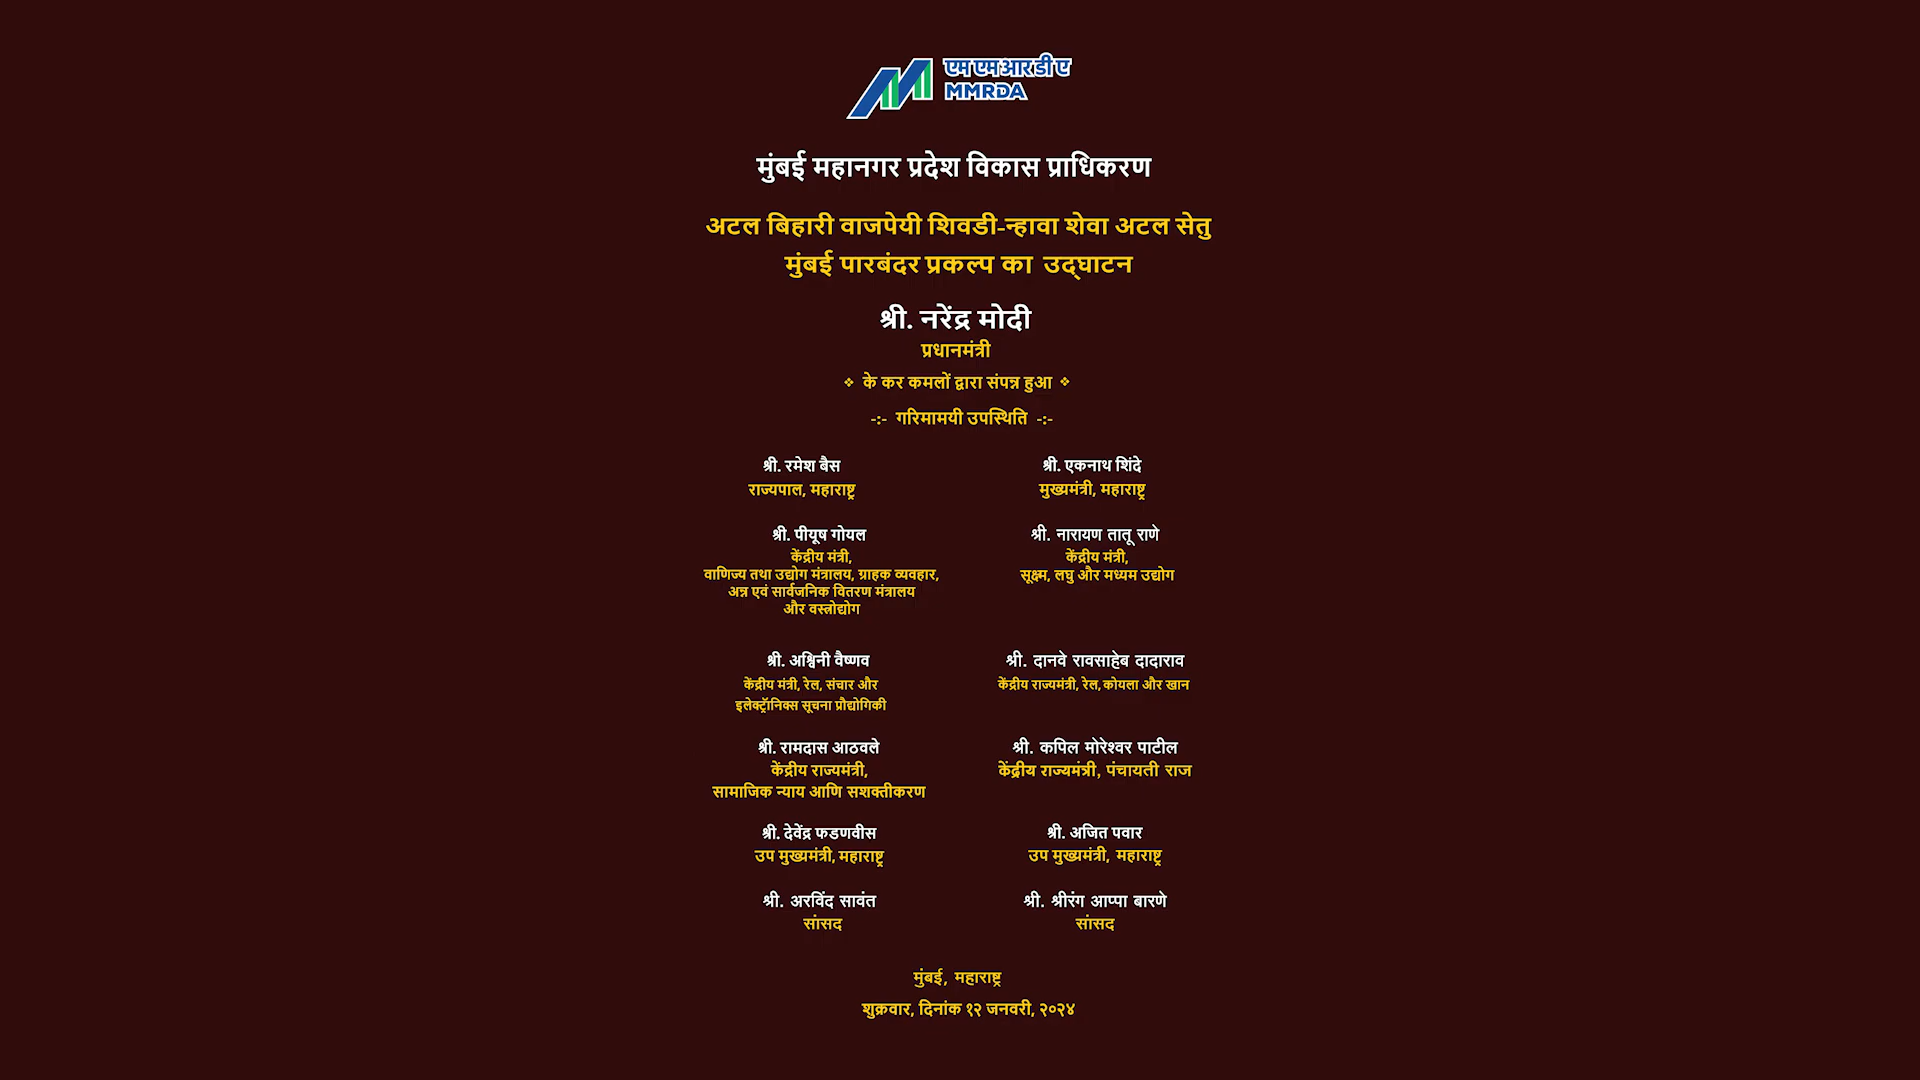 एम एम आर डी ए
MMRDA
मुंबई महानगर प्रदेश विकास प्राधिकरण
अटल बिहारी वाजपेयी शिवडी-न्हावा शेवा अटल सेतु
मुंबई पारबंदर प्रकल्प का उद्घाटन
श्री. नरेंद्र मोदी
प्रधानमंत्री
❖ के कर कमलों द्वारा संपन्न हुआ ❖
-:- गरिमामयी उपस्थिति -:-
श्री. रमेश बैस
राज्यपाल, महाराष्ट्र
श्री. एकनाथ शिंदे
मुख्यमंत्री, महाराष्ट्र
श्री. पीयूष गोयल
केंद्रीय मंत्री,
वाणिज्य तथा उद्योग मंत्रालय, ग्राहक व्यवहार,
अन्न एवं सार्वजनिक वितरण मंत्रालय
और वस्त्रोद्योग
श्री. नारायण तातू राणे
केंद्रीय मंत्री,
सूक्ष्म, लघु और मध्यम उद्योग
श्री. अश्विनी वैष्णव
केंद्रीय मंत्री, रेल, संचार और
इलेक्ट्रॉनिक्स सूचना प्रौद्योगिकी
श्री. दानवे रावसाहेब दादाराव
केंद्रीय राज्यमंत्री, रेल, कोयला और खान
श्री. रामदास आठवले
केंद्रीय राज्यमंत्री,
सामाजिक न्याय आणि सशक्तीकरण
श्री. कपिल मोरेश्वर पाटील
केंद्रीय राज्यमंत्री, पंचायती राज
श्री. देवेंद्र फडणवीस
उप मुख्यमंत्री, महाराष्ट्र
श्री. अजित पवार
उप मुख्यमंत्री, महाराष्ट्र
श्री. अरविंद सावंत
सांसद
श्री. श्रीरंग आप्पा बारणे
सांसद
मुंबई, महाराष्ट्र
शुक्रवार, दिनांक १२ जनवरी, २०२४